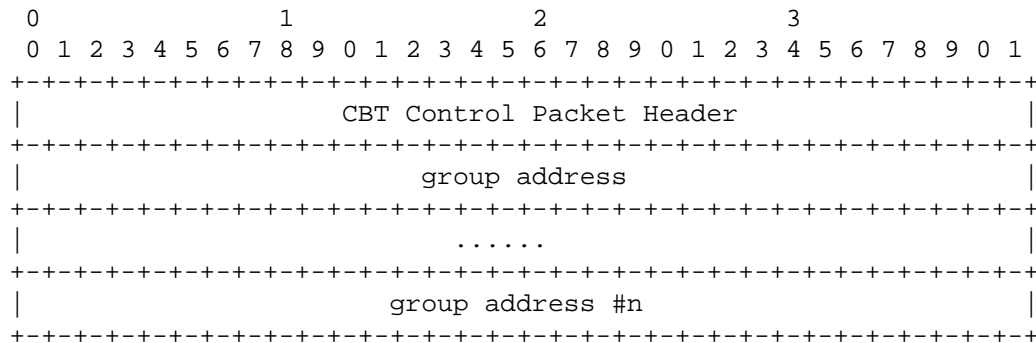 0                   1                   2                   3
 0 1 2 3 4 5 6 7 8 9 0 1 2 3 4 5 6 7 8 9 0 1 2 3 4 5 6 7 8 9 0 1
+-+-+-+-+-+-+-+-+-+-+-+-+-+-+-+-+-+-+-+-+-+-+-+-+-+-+-+-+-+-+-+-+
|                    CBT Control Packet Header                  |
+-+-+-+-+-+-+-+-+-+-+-+-+-+-+-+-+-+-+-+-+-+-+-+-+-+-+-+-+-+-+-+-+
|                         group address                         |
+-+-+-+-+-+-+-+-+-+-+-+-+-+-+-+-+-+-+-+-+-+-+-+-+-+-+-+-+-+-+-+-+
|                           ......                              |
+-+-+-+-+-+-+-+-+-+-+-+-+-+-+-+-+-+-+-+-+-+-+-+-+-+-+-+-+-+-+-+-+
|                       group address #n                        |
+-+-+-+-+-+-+-+-+-+-+-+-+-+-+-+-+-+-+-+-+-+-+-+-+-+-+-+-+-+-+-+-+